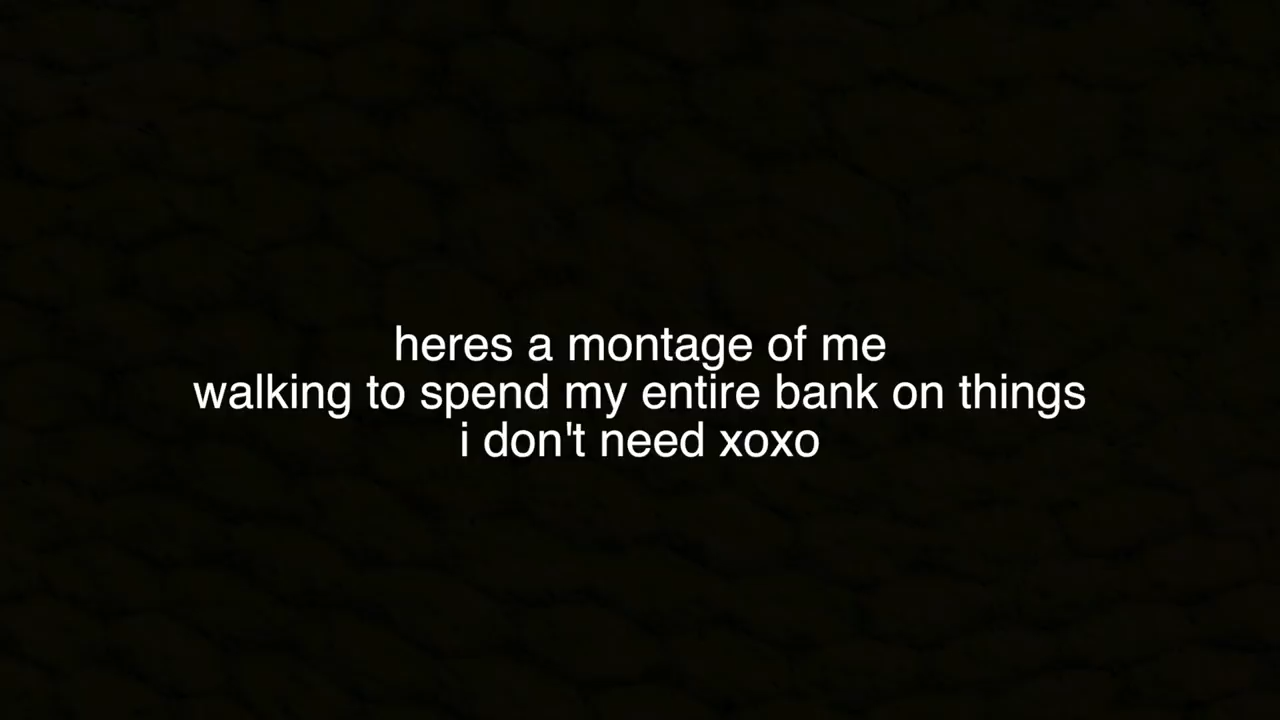 heres a montage of me
walking to spend my entire bank on things
i don't need xoxo